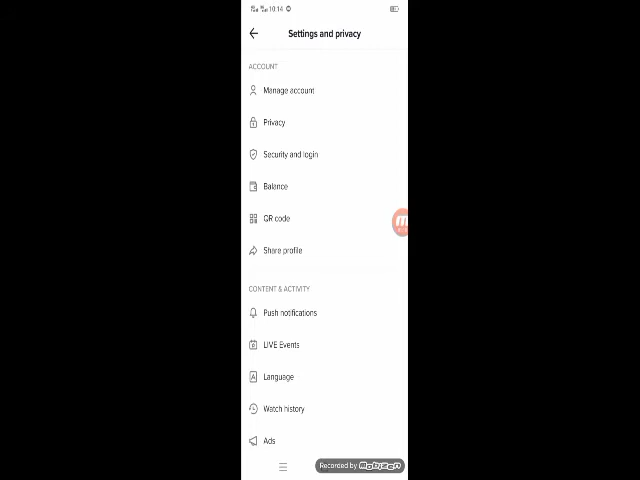 10:14
Settings and privacy
ACCOUNT
Manage account
Privacy
Security and login
Balance
QR code
Share profile
CONTENT & ACTIVITY
Push notifications
LIVE Events
Language
Watch history
Ads
Recorded by mobizen